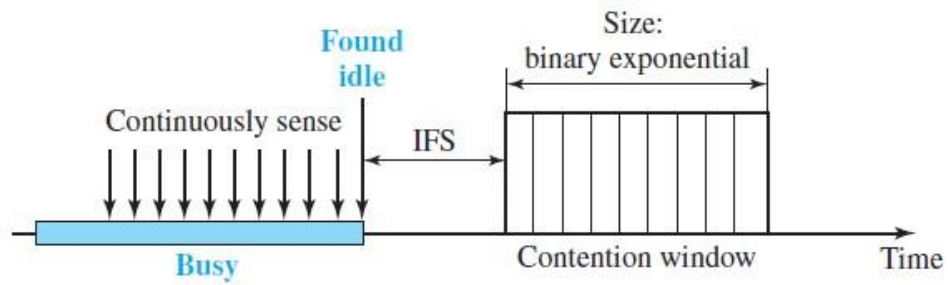 Size:
binary exponential
Found
idle
Continuously sense
IFS
Busy
Contention window
Time